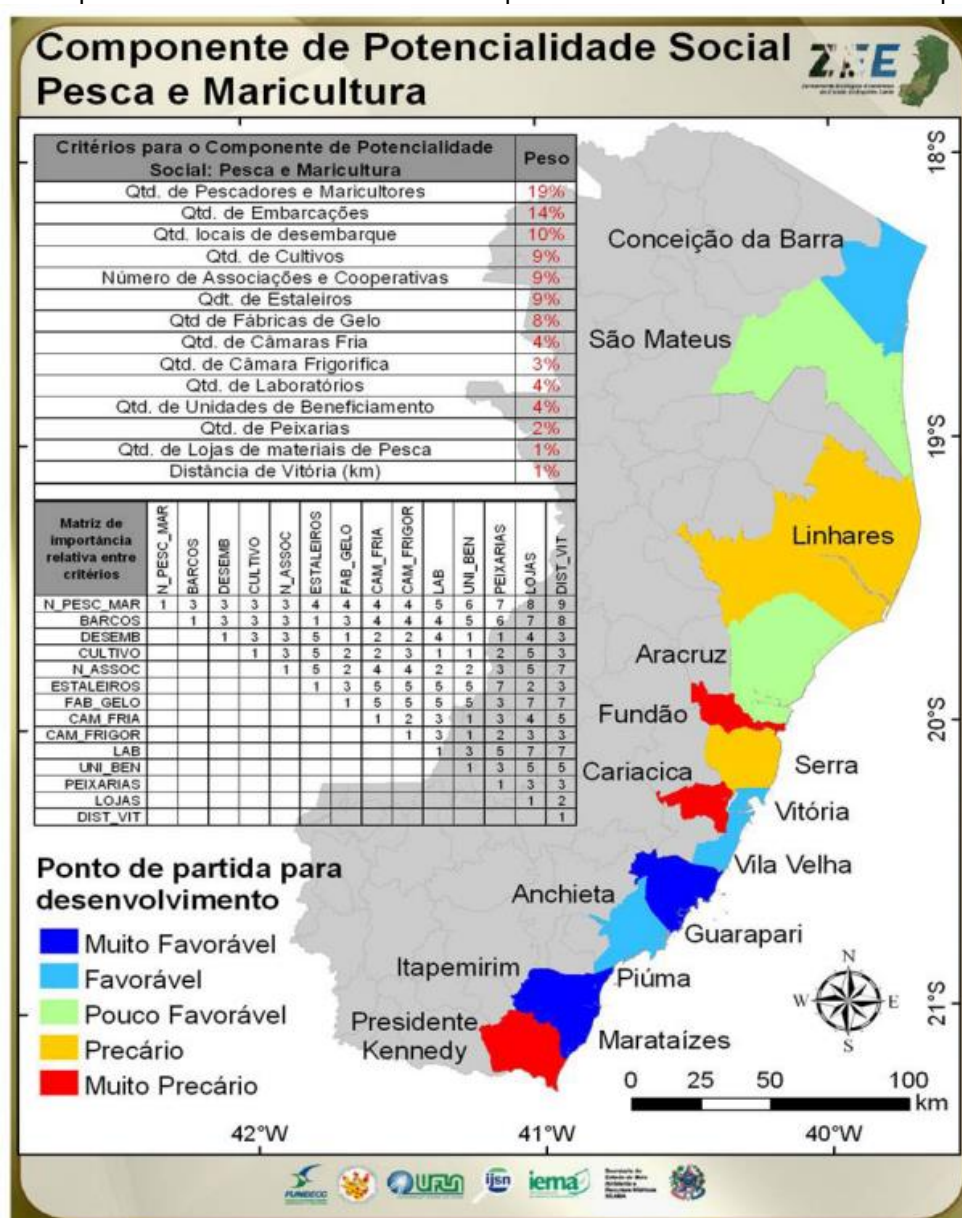 Componente de Potencialidade Social
Pesca e Maricultura
ZEE
Critérios para o Componente de Potencialidade Social: Pesca e Maricultura Peso
Qtd. de Pescadores e Maricultores 19%
Qtd. de Embarcações 14%
Qtd. locais de desembarque 10%
Qtd. de Cultivos 9%
Número de Associações e Cooperativas 9%
Qdt. de Estaleiros 9%
Qtd de Fábricas de Gelo 8%
Qtd. de Câmaras Fria 4%
Qtd. de Câmara Frigorifica 3%
Qtd. de Laboratórios 4%
Qtd. de Unidades de Beneficiamento 4%
Qtd. de Peixarias 2%
Qtd. de Lojas de materiais de Pesca 1%
Distância de Vitória (km) 1%
Matriz de importância relativa entre critérios N_PESC_MAR BARCOS DESEMB CULTIVO N_ASSOC ESTALEIROS FAB_GELO CAM_FRIA CAM_FRIGOR LAB UNI_BEN PEIXARIAS LOJAS DIST_VIT
N_PESC_MAR 1 3 3 3 3 4 4 4 4 5 6 7 8 9
BARCOS 1 3 3 3 1 3 4 4 4 5 6 7 8
DESEMB 1 3 3 5 1 2 2 4 1 1 4 3
CULTIVO 1 3 5 2 2 3 1 1 2 5 3
N_ASSOC 1 5 2 4 4 2 2 3 5 7
ESTALEIROS 1 3 5 5 5 5 7 2 3
FAB_GELO 1 5 5 5 5 3 7 7
CAM_FRIA 1 2 3 1 3 4 5
CAM_FRIGOR 1 3 1 2 3 3
LAB 1 3 5 7 7
UNI_BEN 1 3 5 5
PEIXARIAS 1 3 3
LOJAS 1 2
DIST_VIT 1
Conceição da Barra
São Mateus
Linhares
Aracruz
Fundão
Serra
Cariacica
Vitória
Vila Velha
Anchieta
Guarapari
Itapemirim
Piúma
Presidente
Kennedy
Marataízes
18°S
19°S
20°S
21°S
Ponto de partida para
desenvolvimento
Muito Favorável
Favorável
Pouco Favorável
Precário
Muito Precário
N
W E
S
0 25 50 100
km
42°W 41°W 40°W
FUNDECC
UFLA
ijsn
iema